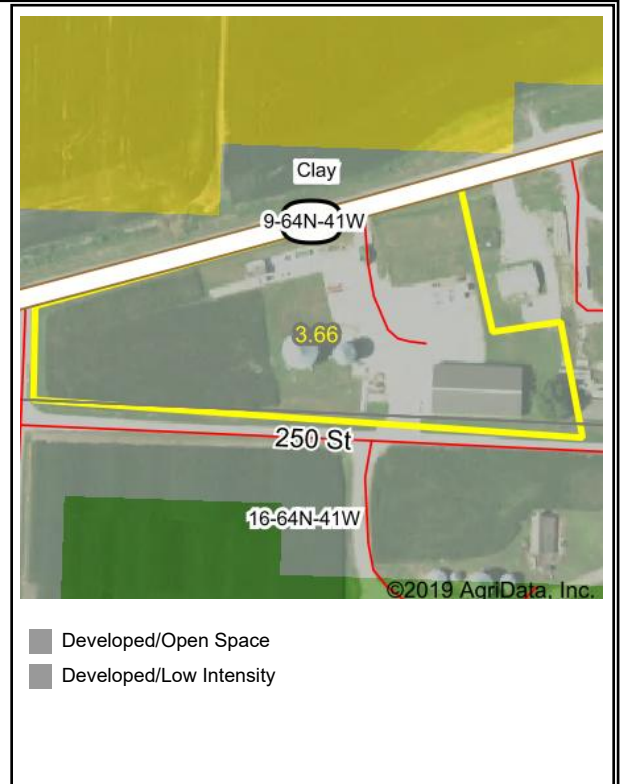 Clay
9-64N-41W
3.66
250 St
16-64N-41W
©2019 AgriData, Inc.
Developed/Open Space
Developed/Low Intensity